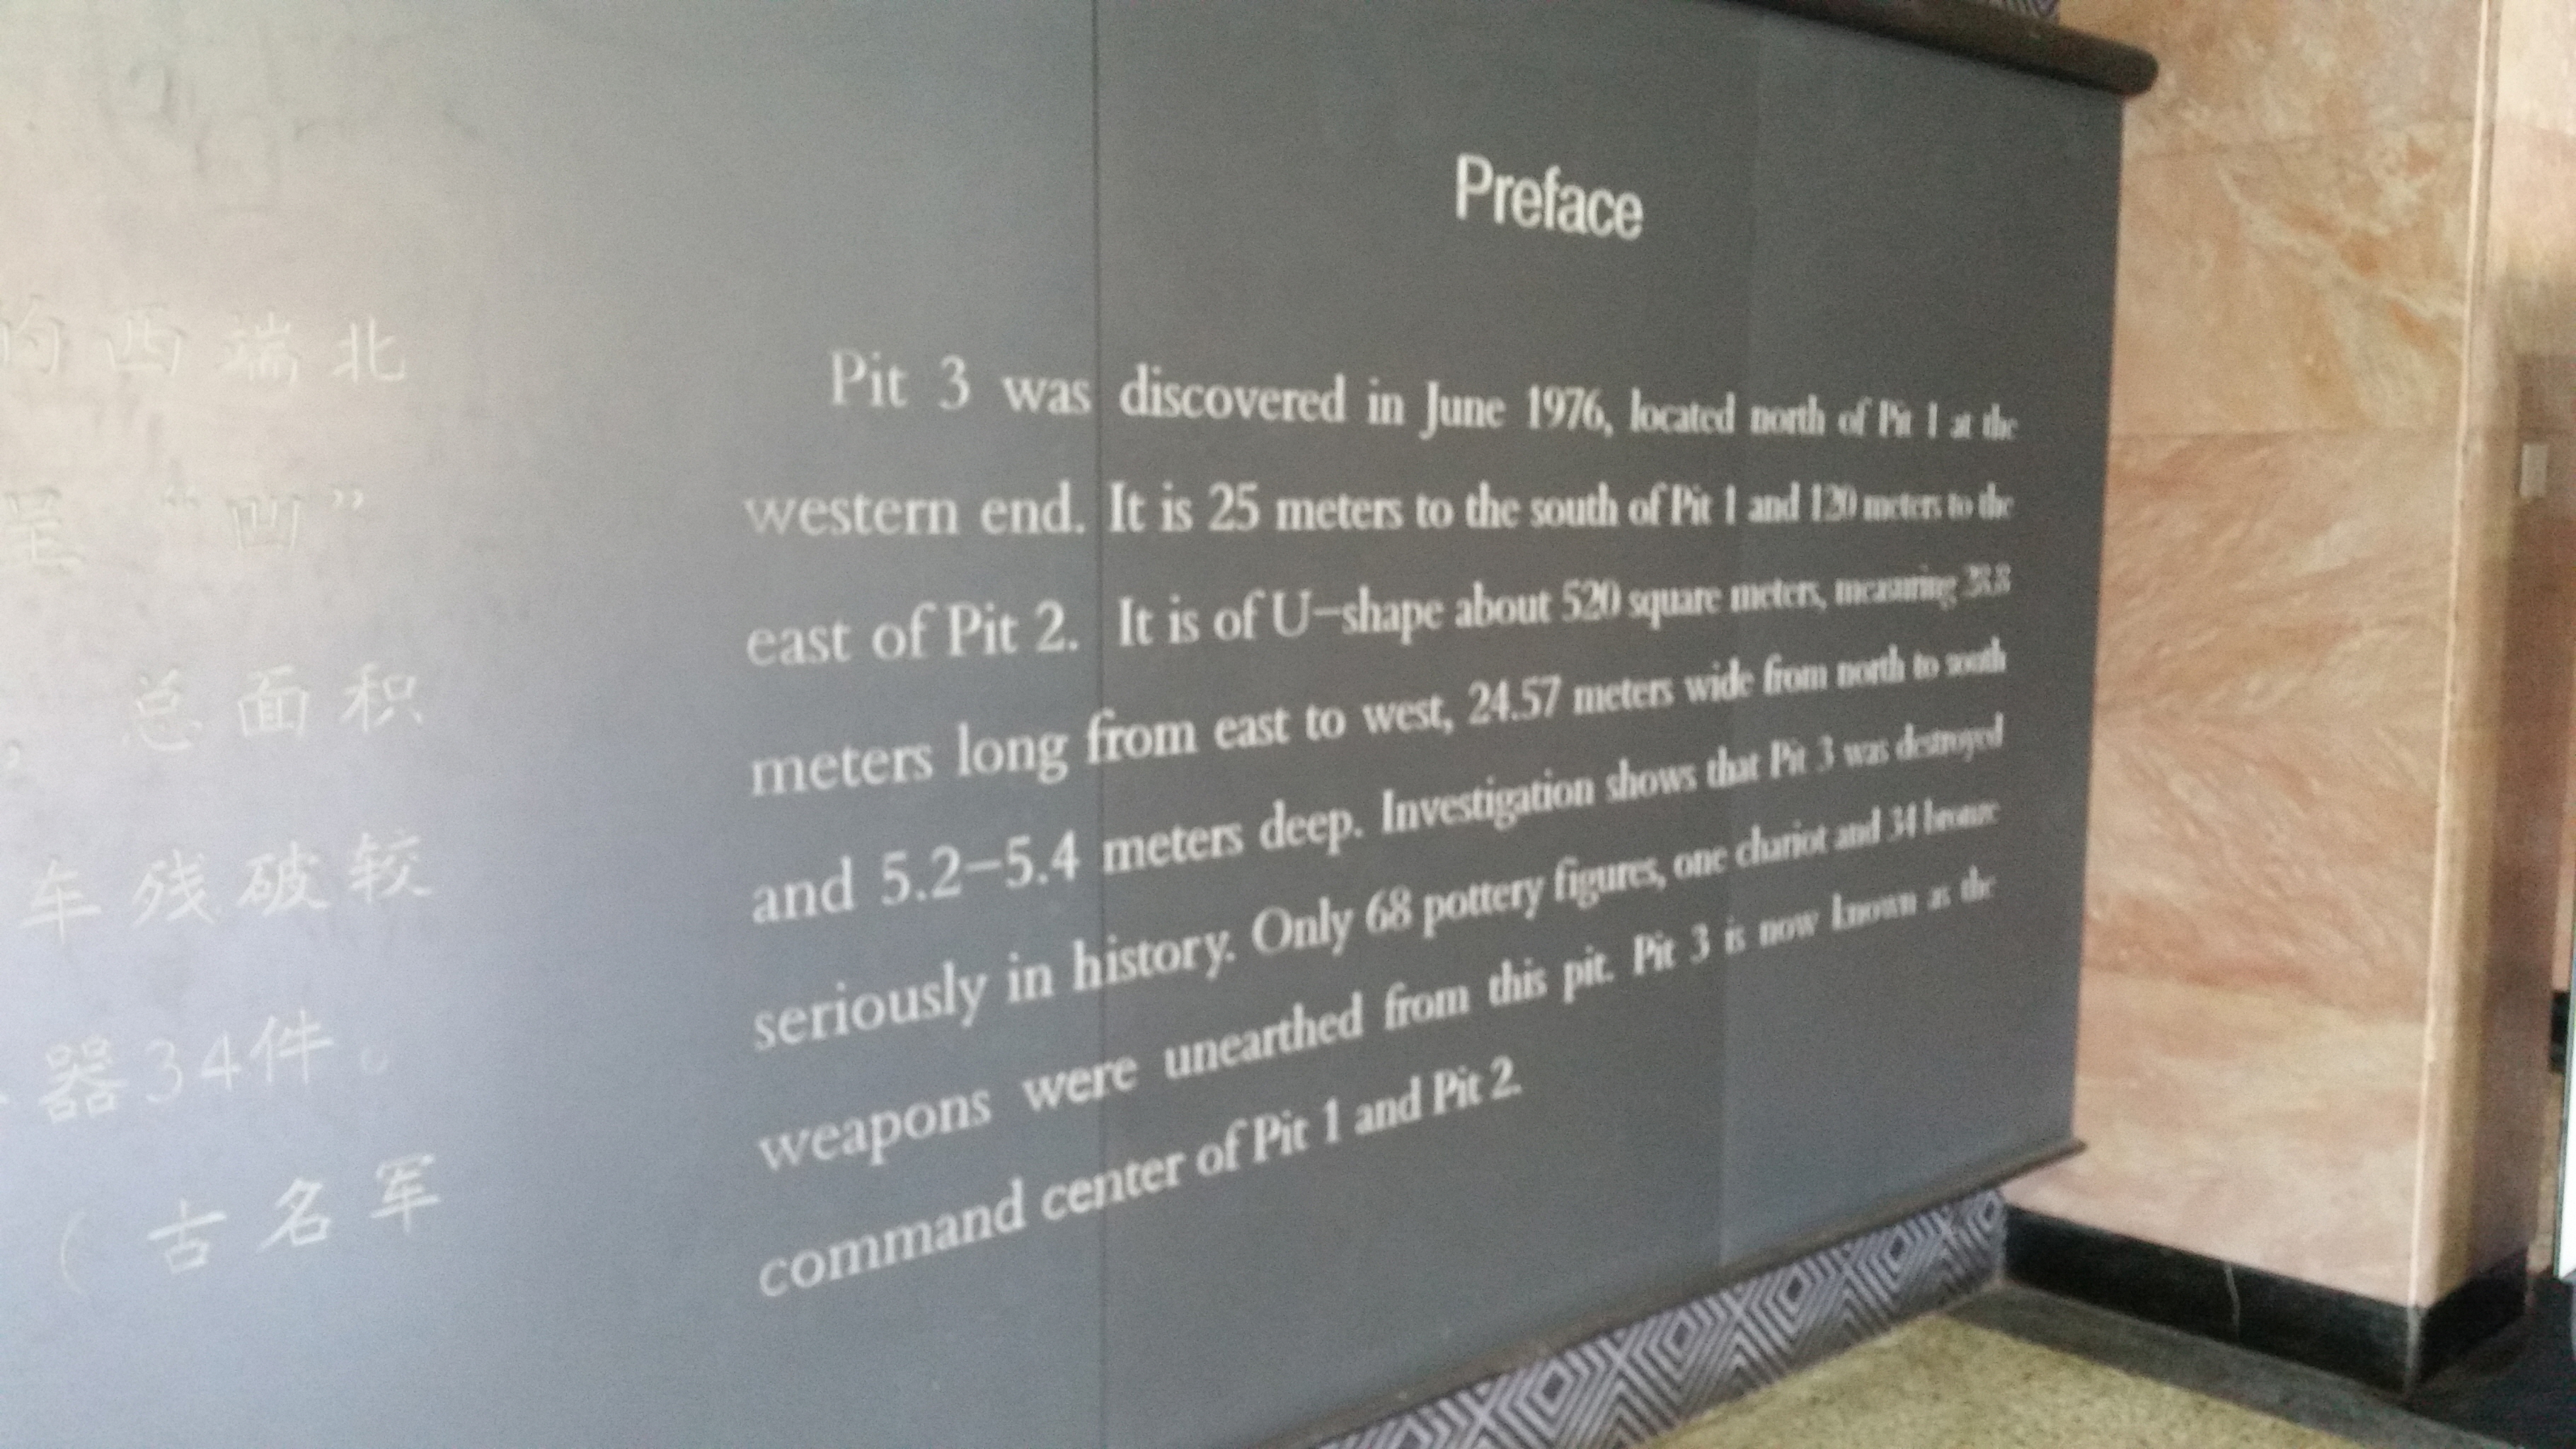 的西端北
呈“凹”
，总面积
车残破较
器34件。
（古名军
Preface
Pit 3 was discovered in June 1976, located north of Pit 1 at the
western end. It is 25 meters to the south of Pit 1 and 120 meters to the
east of Pit 2. It is of U-shape about 520 square meters, measuring 28.8
meters long from east to west, 24.57 meters wide from north to south
and 5.2-5.4 meters deep. Investigation shows that Pit 3 was destroyed
seriously in history. Only 68 pottery figures, one chariot and 34 bronze
weapons were unearthed from this pit. Pit 3 is now known as the
command center of Pit 1 and Pit 2.